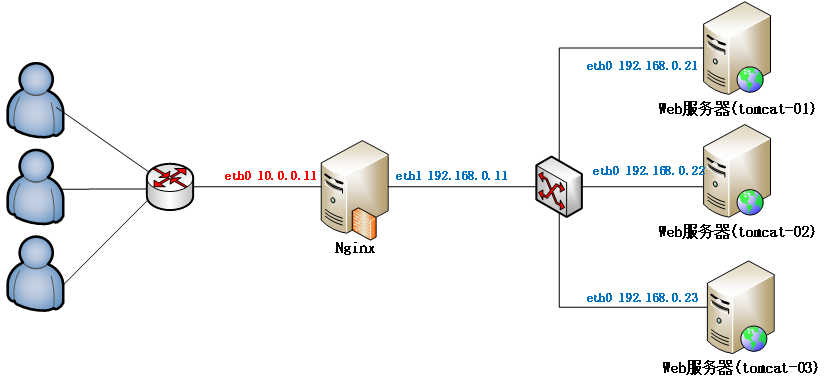 eth0 192.168.0.21
Web服务器(tomcat-01)
eth0 10.0.0.11
eth1 192.168.0.11
eth0 192.168.0.22
Web服务器(tomcat-02)
Nginx
eth0 192.168.0.23
Web服务器(tomcat-03)